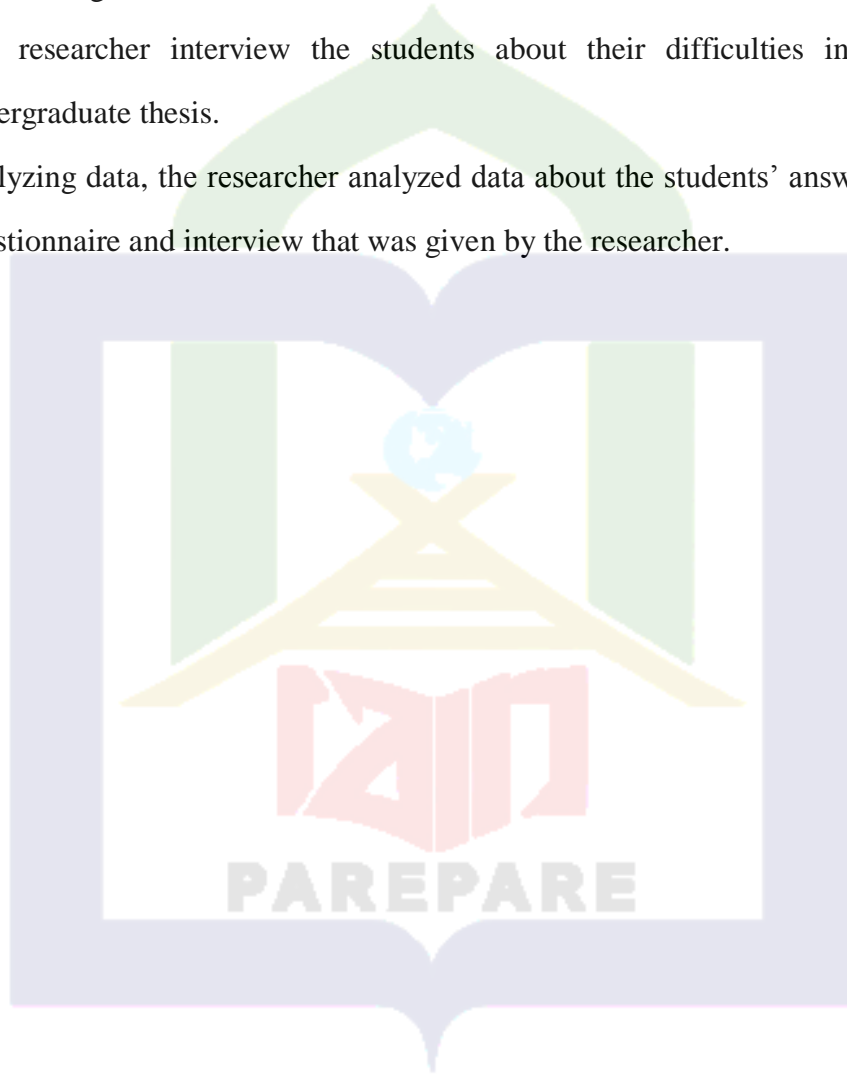 researcher interview the students about their difficulties in
ergraduate thesis.
lyzing data, the researcher analyzed data about the students’ answ
stionnaire and interview that was given by the researcher.
iain
PAREPARE